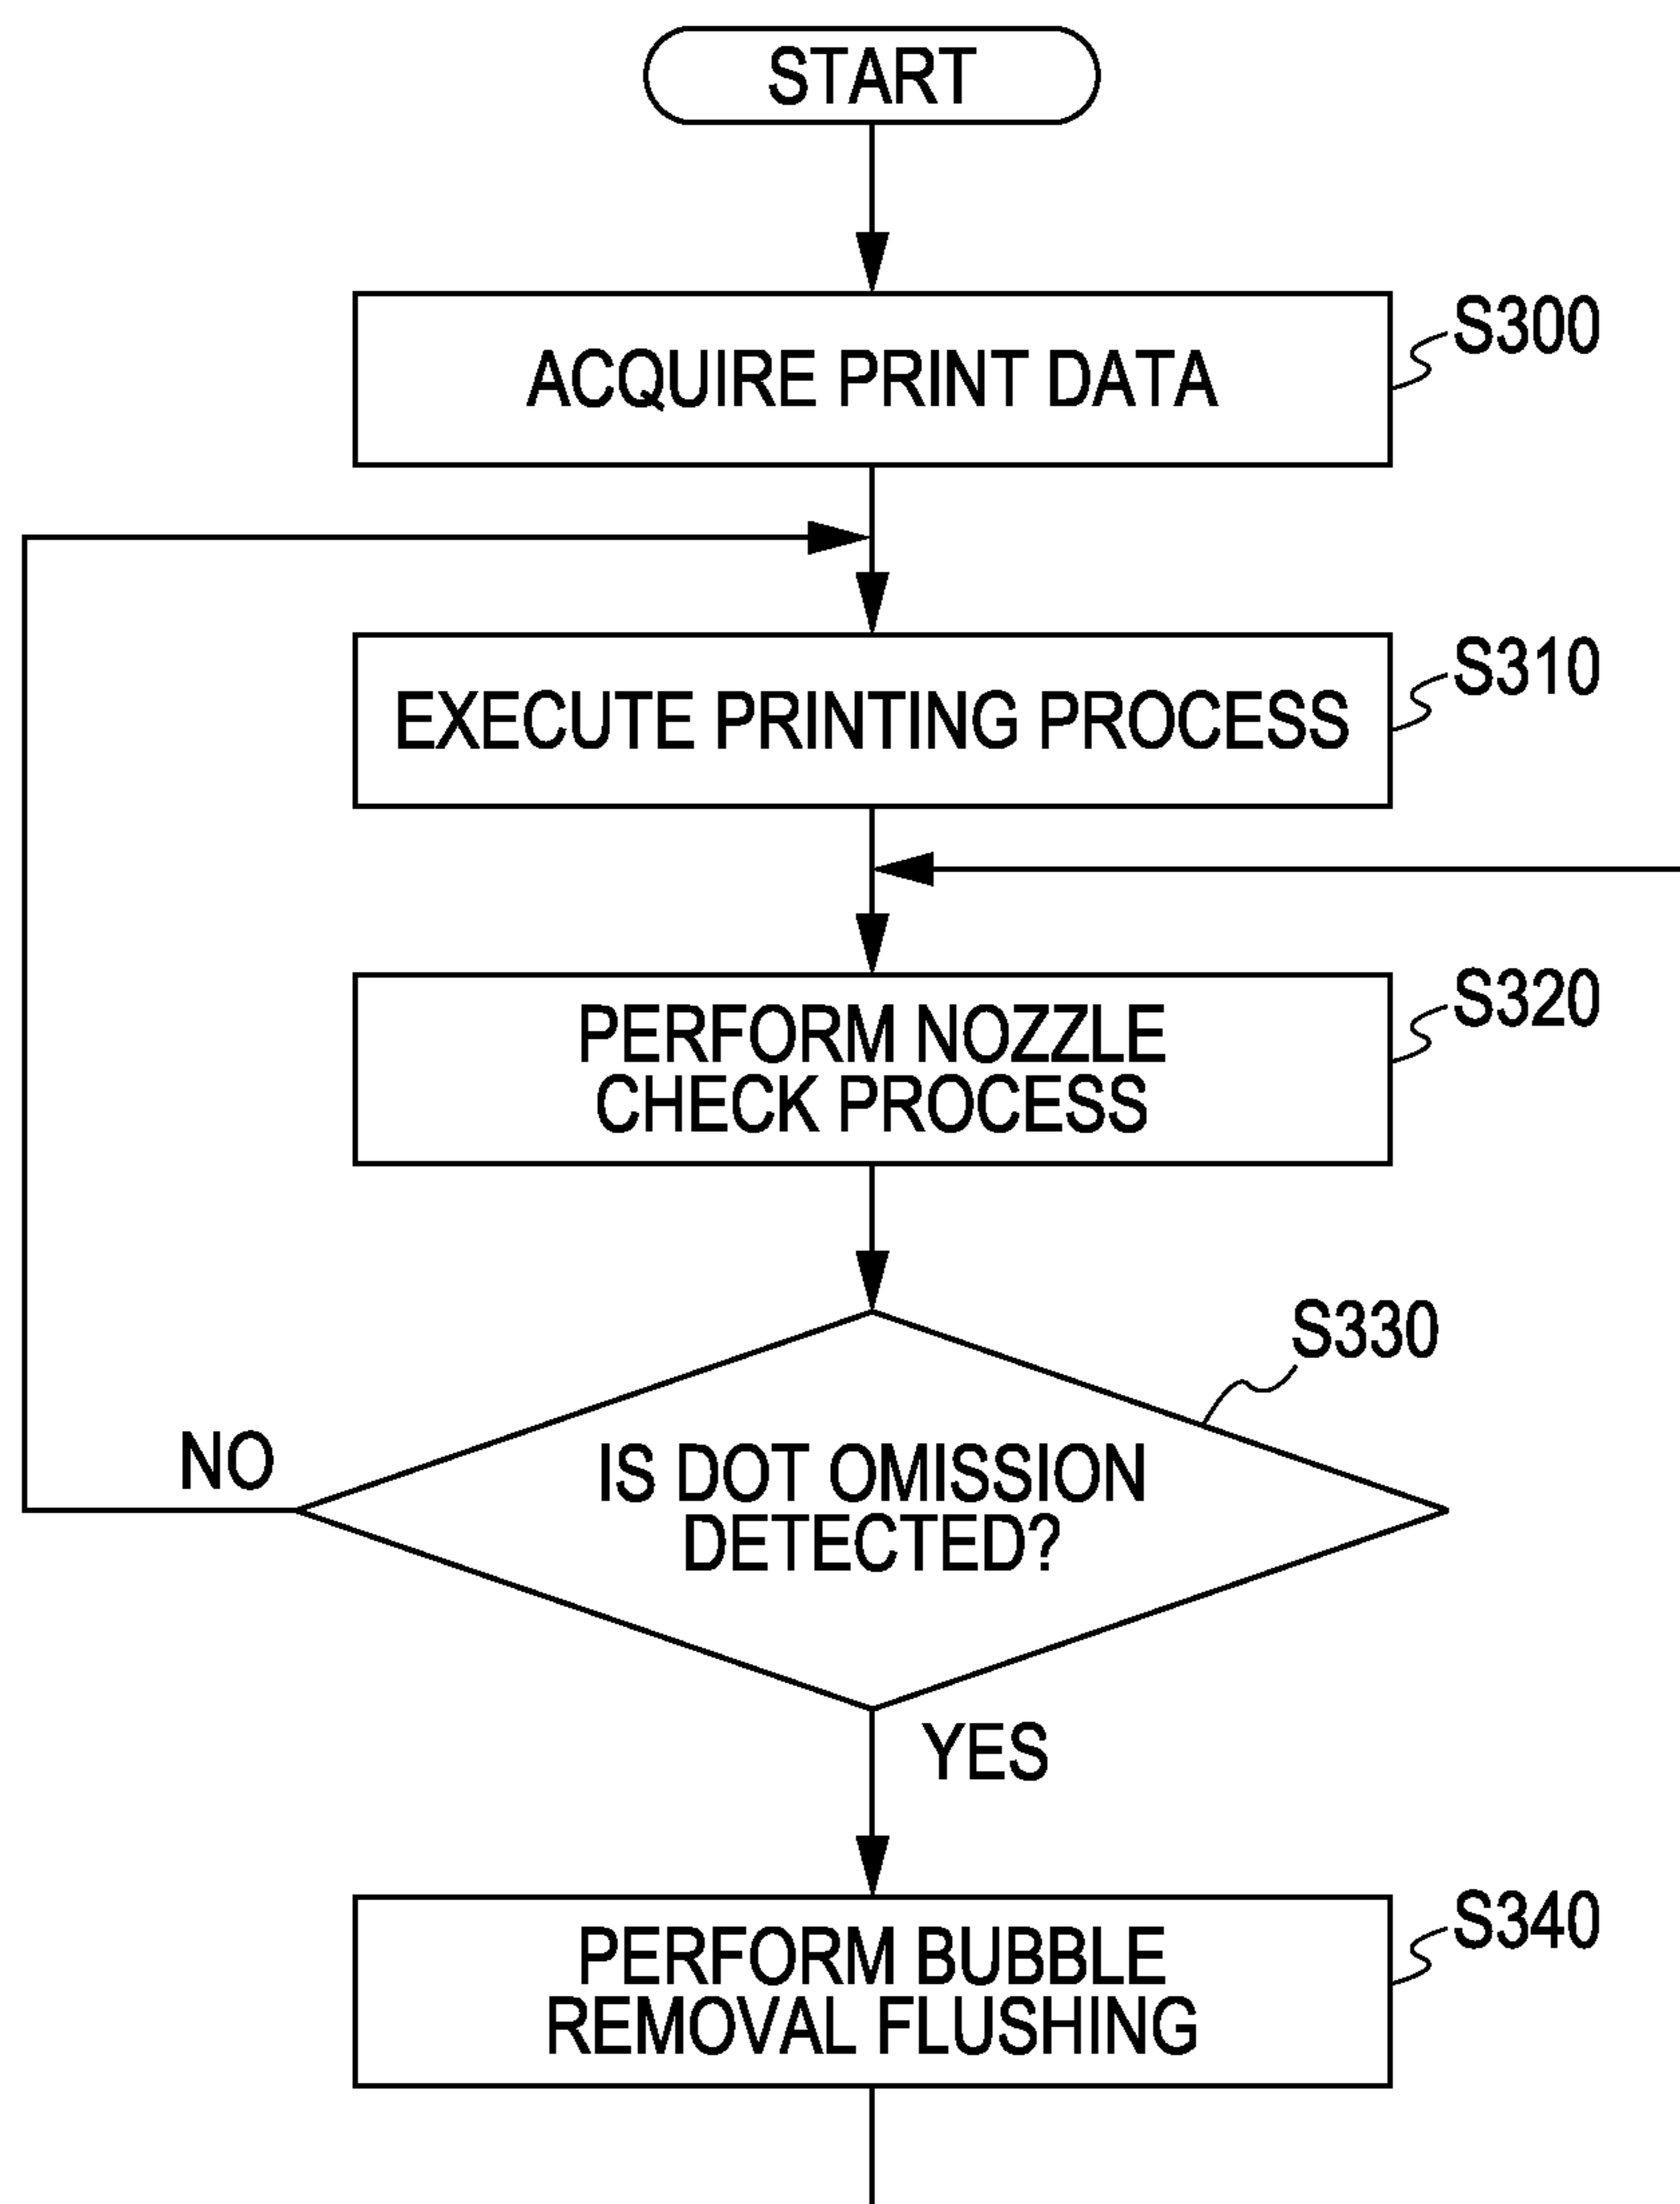 START
ACQUIRE PRINT DATA
S300
EXECUTE PRINTING PROCESS
S310
PERFORM NOZZLE
CHECK PROCESS
S320
S330
IS DOT OMISSION
DETECTED?
NO
YES
PERFORM BUBBLE
REMOVAL FLUSHING
S340